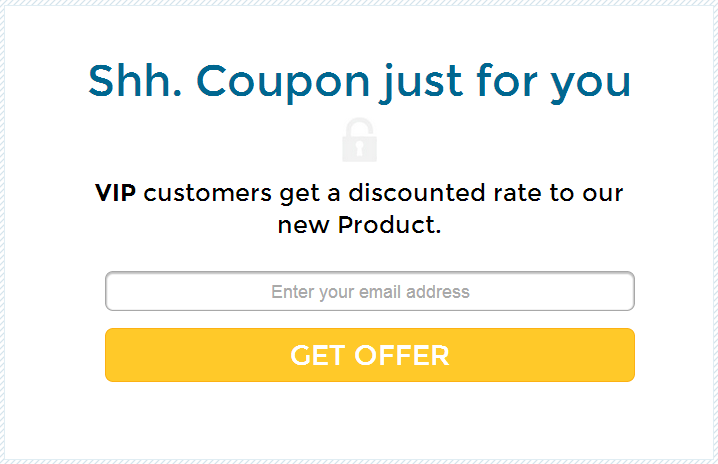 Shh. Coupon just for you
VIP customers get a discounted rate to our
new Product.
Enter your email address
GET OFFER